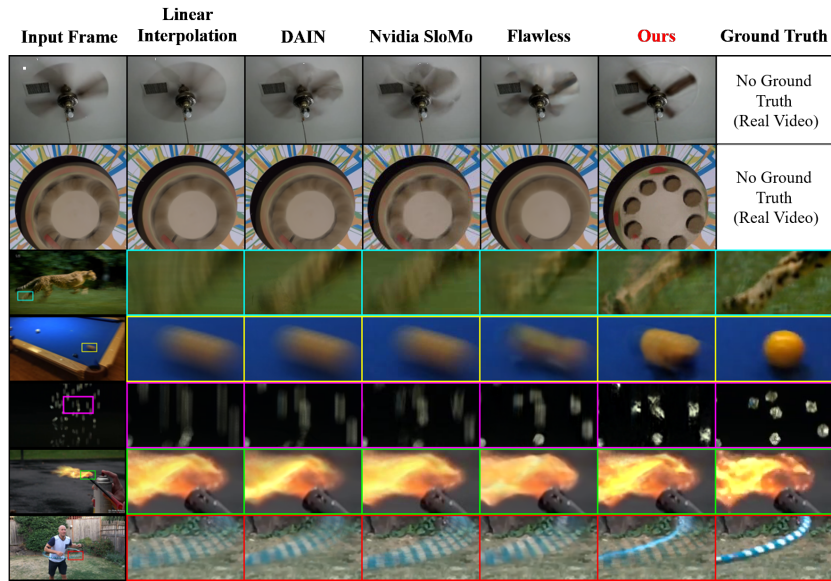 Input Frame
Linear
Interpolation
DAIN
Nvidia SloMo
Flawless
Ours
Ground Truth
No Ground
Truth
(Real Video)
No Ground
Truth
(Real Video)